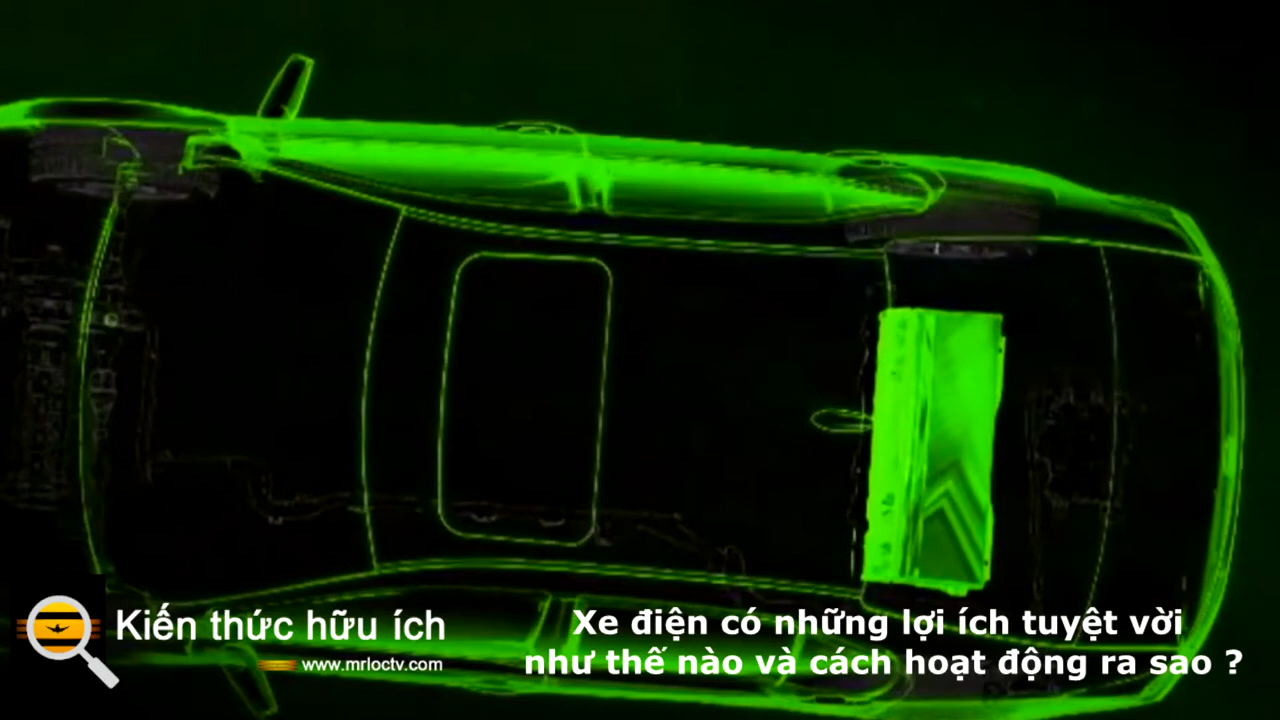 Kiến thức hữu ích
www.mrloctv.com
Xe điện có những lợi ích tuyệt vời
như thế nào và cách hoạt động ra sao ?